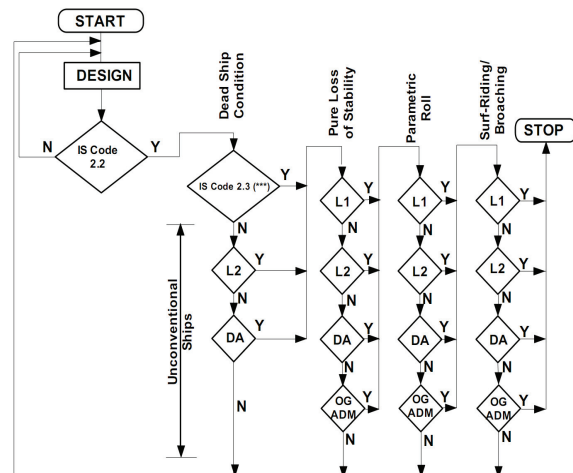 START
DESIGN
IS Code
2.2
N
Y
Dead Ship
Condition
IS Code 2.3 (***)
Y
N
L2
Y
N
DA
Y
N
Unconventional
Ships
Pure Loss
of Stability
L1
Y
N
L2
Y
N
DA
Y
N
OG
ADM
Y
N
Parametric
Roll
L1
Y
N
L2
Y
N
DA
Y
N
OG
ADM
Y
N
Surf-Riding/
Broaching
L1
Y
N
L2
Y
N
DA
Y
N
OG
ADM
Y
N
STOP